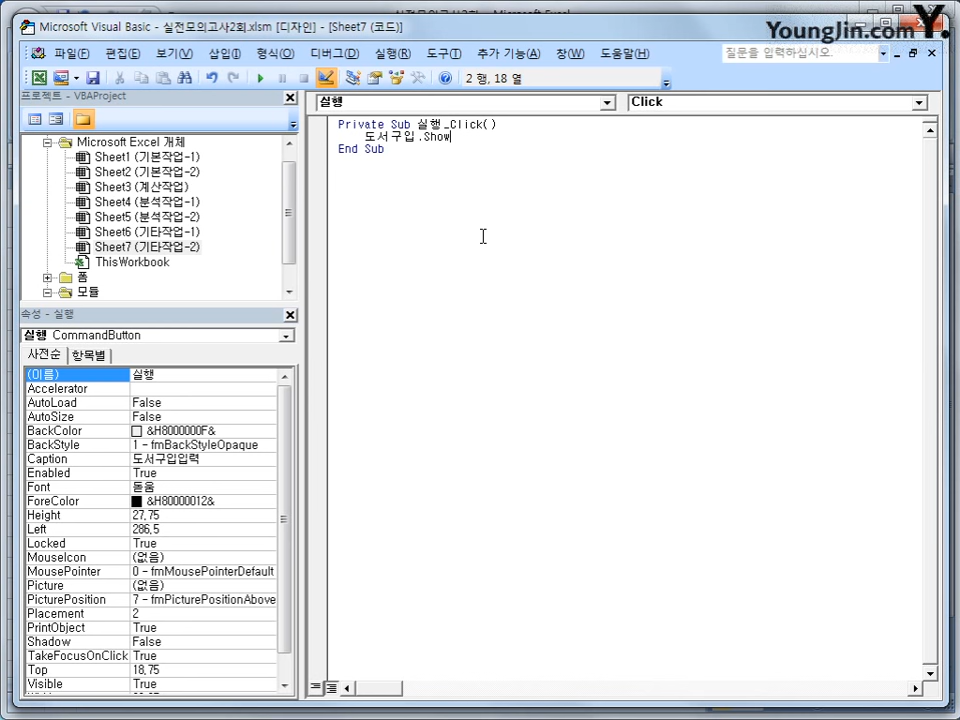 Microsoft Visual Basic - 실전모의고사2회.xlsm [디자인] - [Sheet7 (코드)]
YoungJin.com Y.
파일(F) 편집(E) 보기(V) 삽입(I) 형식(O) 디버그(D) 실행(R) 도구(T) 추가 기능(A) 창(W) 도움말(H) 질문을 입력하십시오.
2 행, 18 열
프로젝트 - VBAProject
실행 Click
Microsoft Excel 개체
Sheet1 (기본작업-1)
Sheet2 (기본작업-2)
Sheet3 (계산작업)
Sheet4 (분석작업-1)
Sheet5 (분석작업-2)
Sheet6 (기타작업-1)
Sheet7 (기타작업-2)
ThisWorkbook
폼
모듈
Private Sub 실행_Click()
도서구입.Show
End Sub
속성 - 실행
실행 CommandButton
사전순 항목별
(이름) 실행
Accelerator
AutoLoad False
AutoSize False
BackColor &H8000000F&
BackStyle 1 - fmBackStyleOpaque
Caption 도서구입입력
Enabled True
Font 돋움
ForeColor &H80000012&
Height 27,75
Left 286,5
Locked True
MouseIcon (없음)
MousePointer 0 - fmMousePointerDefault
Picture (없음)
PicturePosition 7 - fmPicturePositionAbove
Placement 2
PrintObject True
Shadow False
TakeFocusOnClick True
Top 18,75
Visible True